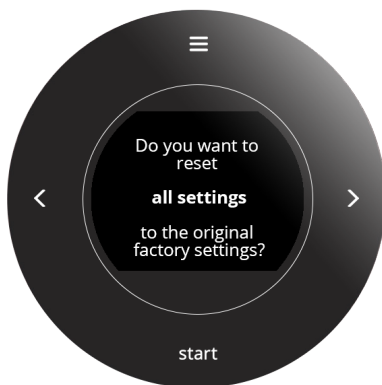 Do you want to
reset
all settings
to the original
factory settings?
start